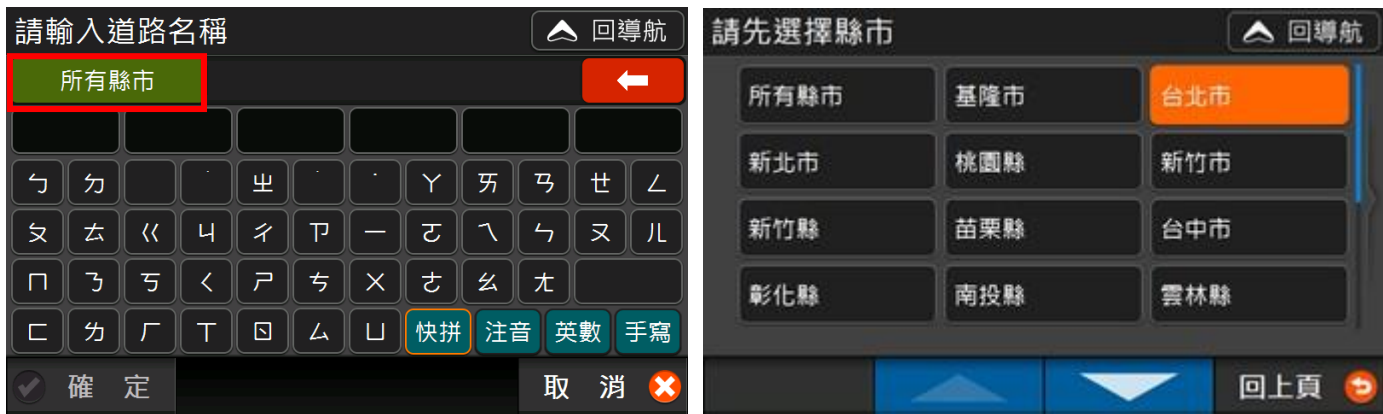 請輸入道路名稱 回導航
所有縣市
ㄅ ㄉ ˙ ㄓ ˙ ˙ ㄚ ㄞ ㄢ ㄝ ㄥ
ㄆ ㄊ ㄍ ㄐ ㄔ ㄗ ㄧ ㄛ ㄟ ㄣ ㄡ ㄦ
ㄇ ㄋ ㄎ ㄑ ㄕ ㄘ ㄨ ㄜ ㄠ ㄤ
ㄈ ㄌ ㄏ ㄒ ㄖ ㄙ ㄩ 快拼 注音 英數 手寫
確 定 取 消
請先選擇縣市 回導航
所有縣市 基隆市 台北市
新北市 桃園縣 新竹市
新竹縣 苗栗縣 台中市
彰化縣 南投縣 雲林縣
回上頁